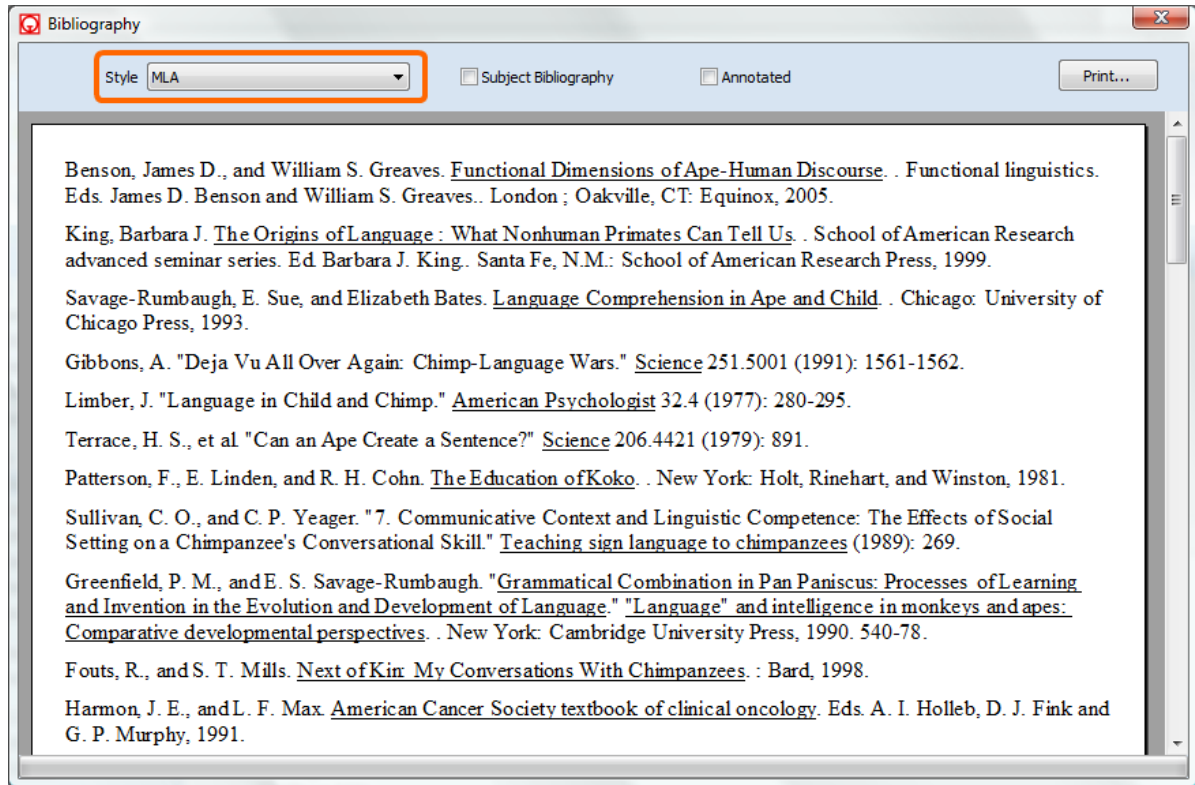 Bibliography
Style MLA Subject Bibliography Annotated Print...
Benson, James D., and William S. Greaves. Functional Dimensions of Ape-Human Discourse. . Functional linguistics.
Eds. James D. Benson and William S. Greaves.. London ; Oakville, CT: Equinox, 2005.
King, Barbara J. The Origins of Language : What Nonhuman Primates Can Tell Us. . School of American Research
advanced seminar series. Ed. Barbara J. King.. Santa Fe, N.M.: School of American Research Press, 1999.
Savage-Rumbaugh, E. Sue, and Elizabeth Bates. Language Comprehension in Ape and Child. . Chicago: University of
Chicago Press, 1993.
Gibbons, A. "Deja Vu All Over Again: Chimp-Language Wars." Science 251.5001 (1991): 1561-1562.
Limber, J. "Language in Child and Chimp." American Psychologist 32.4 (1977): 280-295.
Terrace, H. S., et al. "Can an Ape Create a Sentence?" Science 206.4421 (1979): 891.
Patterson, F., E. Linden, and R. H. Cohn. The Education of Koko. . New York: Holt, Rinehart, and Winston, 1981.
Sullivan, C. O., and C. P. Yeager. "7. Communicative Context and Linguistic Competence: The Effects of Social
Setting on a Chimpanzee's Conversational Skill." Teaching sign language to chimpanzees (1989): 269.
Greenfield, P. M., and E. S. Savage-Rumbaugh. "Grammatical Combination in Pan Paniscus: Processes of Learning
and Invention in the Evolution and Development of Language." "Language" and intelligence in monkeys and apes:
Comparative developmental perspectives. . New York: Cambridge University Press, 1990. 540-78.
Fouts, R., and S. T. Mills. Next of Kin: My Conversations With Chimpanzees. : Bard, 1998.
Harmon, J. E., and L. F. Max. American Cancer Society textbook of clinical oncology. Eds. A. I. Holleb, D. J. Fink and
G. P. Murphy, 1991.